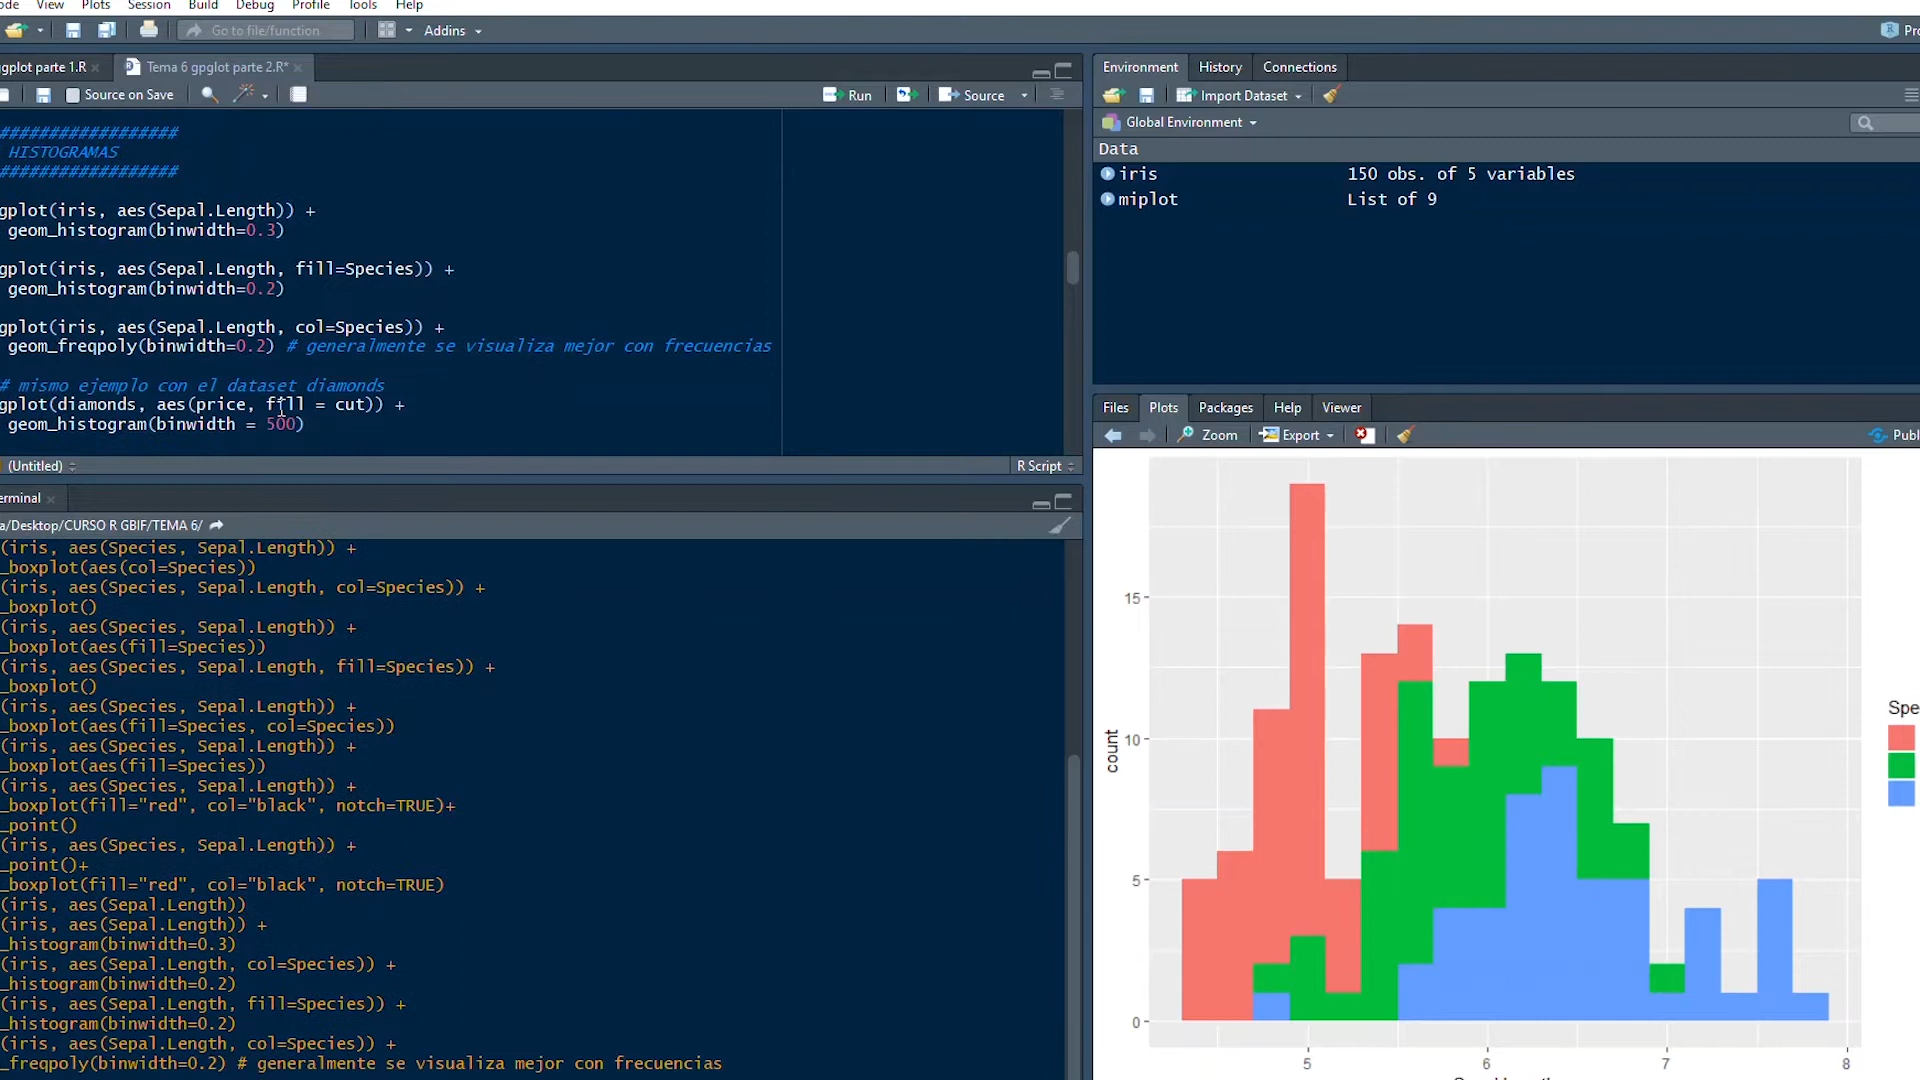 ode View Plots Session Build Debug Profile Tools Help
Go to file/function Addins Pro
gplot parte 1.R Tema 6 gpglot parte 2.R*
Source on Save Run Source
##################
HISTOGRAMAS
##################
gplot(iris, aes(Sepal.Length)) +
geom_histogram(binwidth=0.3)
gplot(iris, aes(Sepal.Length, fill=Species)) +
geom_histogram(binwidth=0.2)
gplot(iris, aes(Sepal.Length, col=Species)) +
geom_freqpoly(binwidth=0.2) # generalmente se visualiza mejor con frecuencias
# mismo ejemplo con el dataset diamonds
gplot(diamonds, aes(price, fill = cut)) +
geom_histogram(binwidth = 500)
(Untitled) R Script
erminal
a/Desktop/CURSO R GBIF/TEMA 6/
(iris, aes(Species, Sepal.Length)) +
_boxplot(aes(col=Species))
(iris, aes(Species, Sepal.Length, col=Species)) +
_boxplot()
(iris, aes(Species, Sepal.Length)) +
_boxplot(aes(fill=Species))
(iris, aes(Species, Sepal.Length, fill=Species)) +
_boxplot()
(iris, aes(Species, Sepal.Length)) +
_boxplot(aes(fill=Species, col=Species))
(iris, aes(Species, Sepal.Length)) +
_boxplot(aes(fill=Species))
(iris, aes(Species, Sepal.Length)) +
_boxplot(fill="red", col="black", notch=TRUE)+
_point()
(iris, aes(Species, Sepal.Length)) +
_point()+
_boxplot(fill="red", col="black", notch=TRUE)
(iris, aes(Sepal.Length))
(iris, aes(Sepal.Length)) +
_histogram(binwidth=0.3)
(iris, aes(Sepal.Length, col=Species)) +
_histogram(binwidth=0.2)
(iris, aes(Sepal.Length, fill=Species)) +
_histogram(binwidth=0.2)
(iris, aes(Sepal.Length, col=Species)) +
_freqpoly(binwidth=0.2) # generalmente se visualiza mejor con frecuencias
Environment History Connections
Import Dataset
Global Environment
Data
iris 150 obs. of 5 variables
miplot List of 9
Files Plots Packages Help Viewer
Zoom Export Publ
15
10
5
0
count
5 6 7 8
Spe